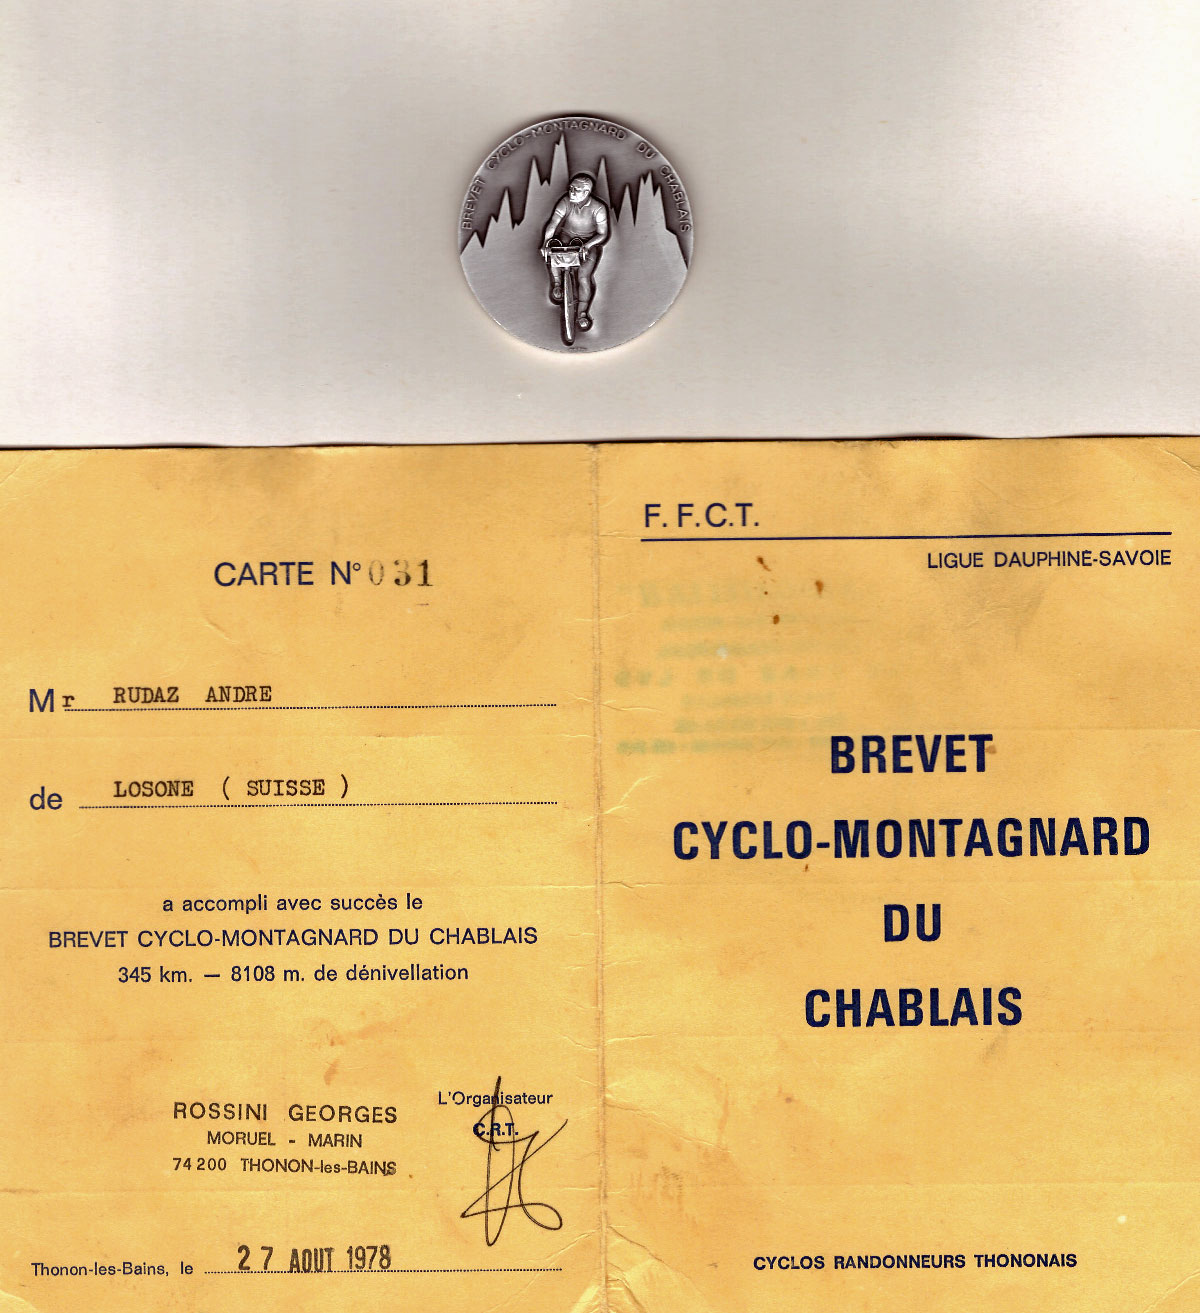 BREVET CYCLO-MONTAGNARD DU CHABLAIS
CARTE N° 031
Mr RUDAZ ANDRE
de LOSONE ( SUISSE )
a accompli avec succès le
BREVET CYCLO-MONTAGNARD DU CHABLAIS
345 km. — 8108 m. de dénivellation
L'Organisateur
C.R.T.
ROSSINI GEORGES
MORUEL - MARIN
74200 THONON-les-BAINS
Thonon-les-Bains, le 27 AOUT 1978
F.F.C.T.
LIGUE DAUPHINE-SAVOIE
BREVET
CYCLO-MONTAGNARD
DU
CHABLAIS
CYCLOS RANDONNEURS THONONAIS